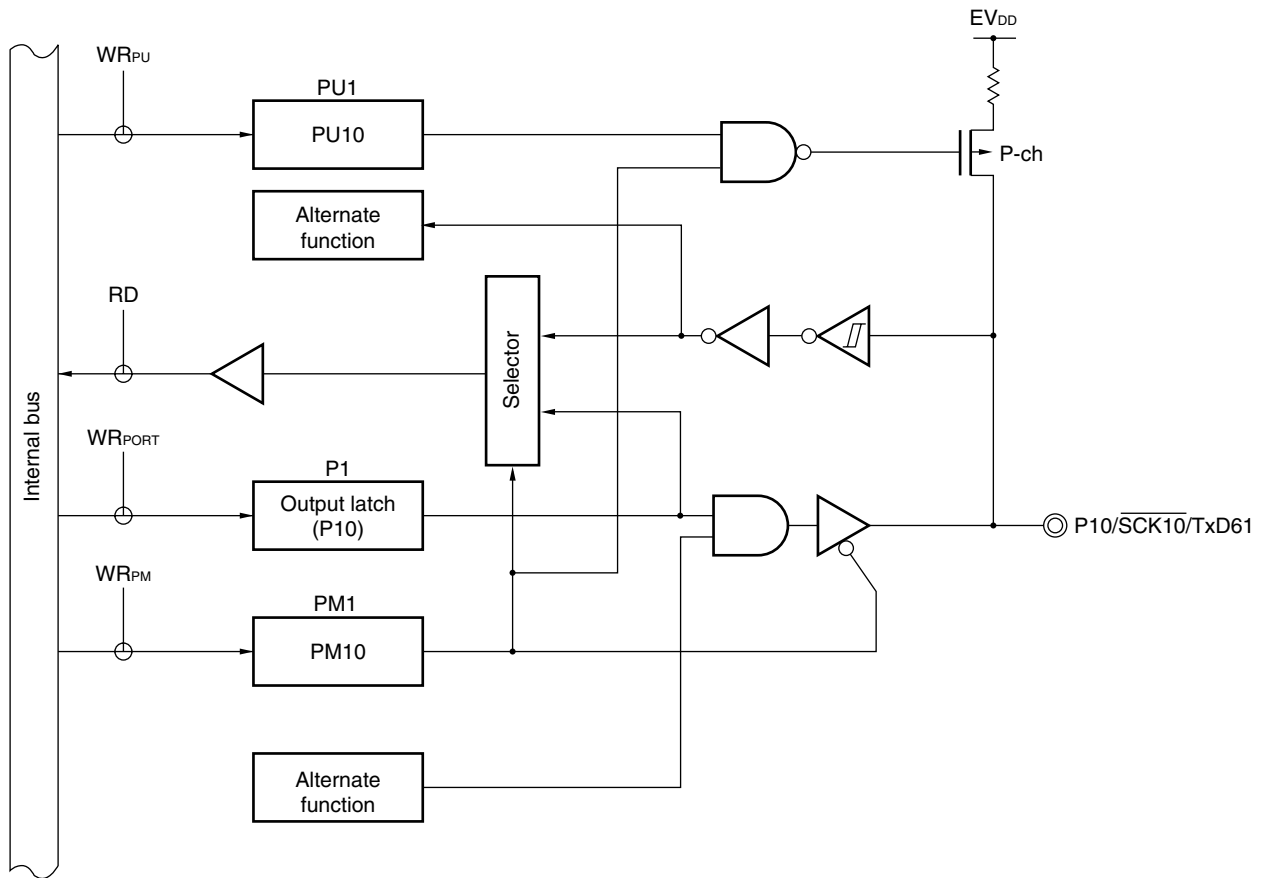 EVDD
WRPU
PU1
PU10
P-ch
Alternate
function
RD
Selector
Internal bus
WRPORT
P1
Output latch
(P10)
P10/SCK10/TxD61
WRPM
PM1
PM10
Alternate
function